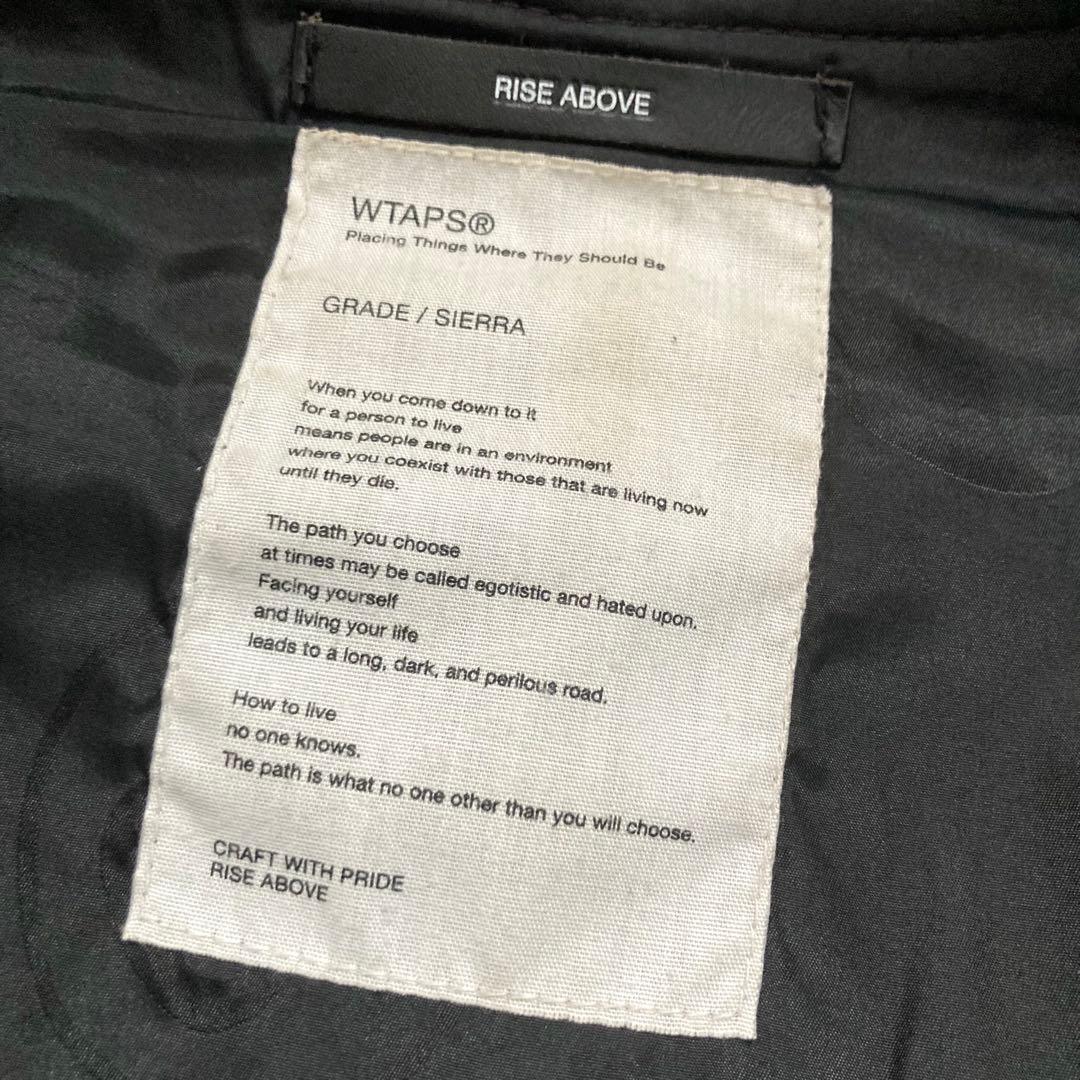 RISE ABOVE
WTAPS®
Placing Things Where They Should Be
GRADE / SIERRA
When you come down to it
for a person to live
means people are in an environment
where you coexist with those that are living now
until they die.
The path you choose
at times may be called egotistic and hated upon.
Facing yourself
and living your life
leads to a long, dark, and perilous road.
How to live
no one knows.
The path is what no one other than you will choose.
CRAFT WITH PRIDE
RISE ABOVE